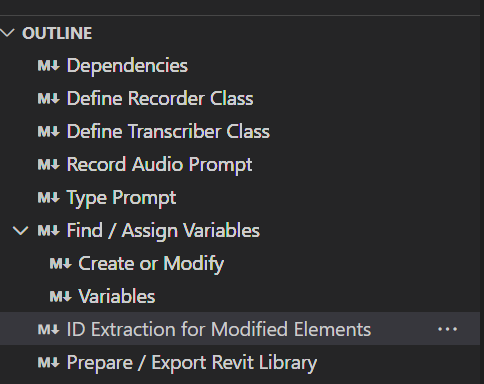 OUTLINE
M↓ Dependencies
M↓ Define Recorder Class
M↓ Define Transcriber Class
M↓ Record Audio Prompt
M↓ Type Prompt
M↓ Find / Assign Variables
M↓ Create or Modify
M↓ Variables
M↓ ID Extraction for Modified Elements ...
M↓ Prepare / Export Revit Library